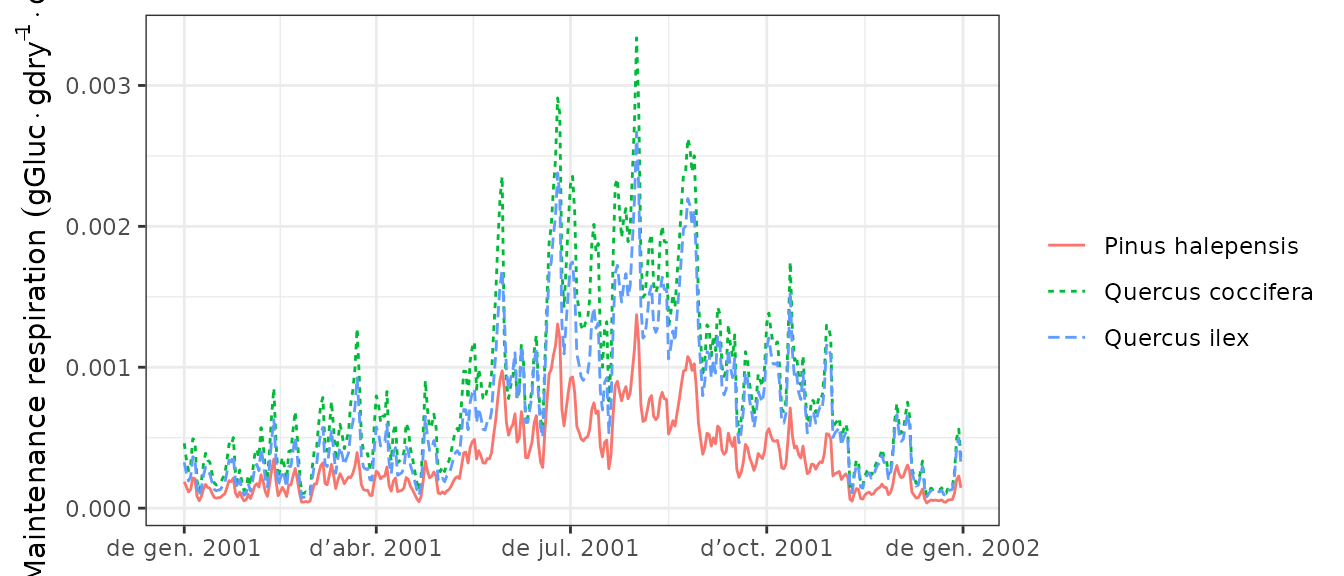 Maintenance respiration (gGluc · gdry⁻¹ ·
0.003
0.002
0.001
0.000
de gen. 2001
d’abr. 2001
de jul. 2001
d’oct. 2001
de gen. 2002
Pinus halepensis
Quercus coccifera
Quercus ilex